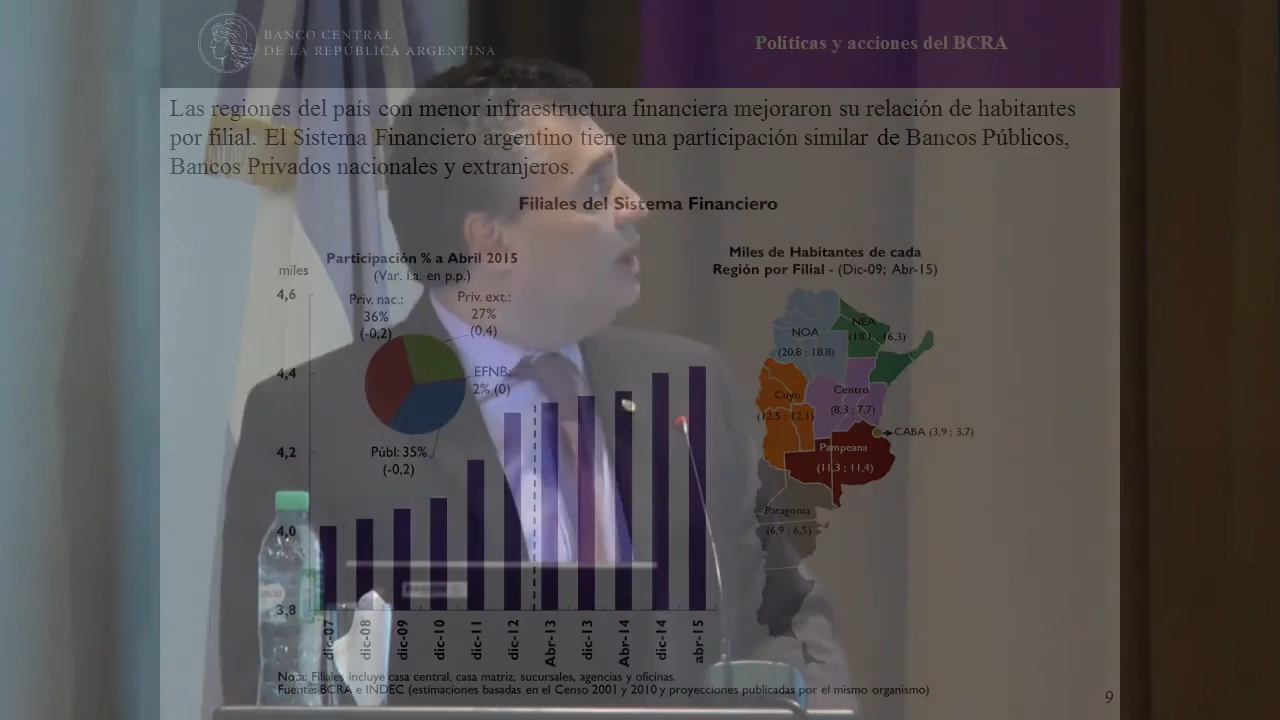 BANCO CENTRAL
DE LA REPÚBLICA ARGENTINA
Políticas y acciones del BCRA
Las regiones del país con menor infraestructura financiera mejoraron su relación de habitantes
por filial. El Sistema Financiero argentino tiene una participación similar de Bancos Públicos,
Bancos Privados nacionales y extranjeros.
Filiales del Sistema Financiero
Participación % a Abril 2015
(Var. i.a. en p.p.)
miles
Priv. nac.:
36%
(-0,2)
Priv. ext.:
27%
(0,4)
EFNB:
2% (0)
Públ: 35%
(-0,2)
4,6
4,4
4,2
4,0
3,8
dic-07
dic-08
dic-09
dic-10
dic-11
dic-12
Abr-13
dic-13
Abr-14
dic-14
abr-15
Miles de Habitantes de cada
Región por Filial - (Dic-09; Abr-15)
NOA
(20,8 ; 18,8)
NEA
(18,1 ; 16,3)
Cuyo
(12,5 ; 12,1)
Centro
(8,3 ; 7,7)
CABA (3,9 ; 3,7)
Pampeana
(11,3 ; 11,4)
Patagonia
(6,9 ; 6,5)
Nota: Filiales incluye casa central, casa matriz, sucursales, agencias y oficinas.
Fuente: BCRA e INDEC (estimaciones basadas en el Censo 2001 y 2010 y proyecciones publicadas por el mismo organismo)
9